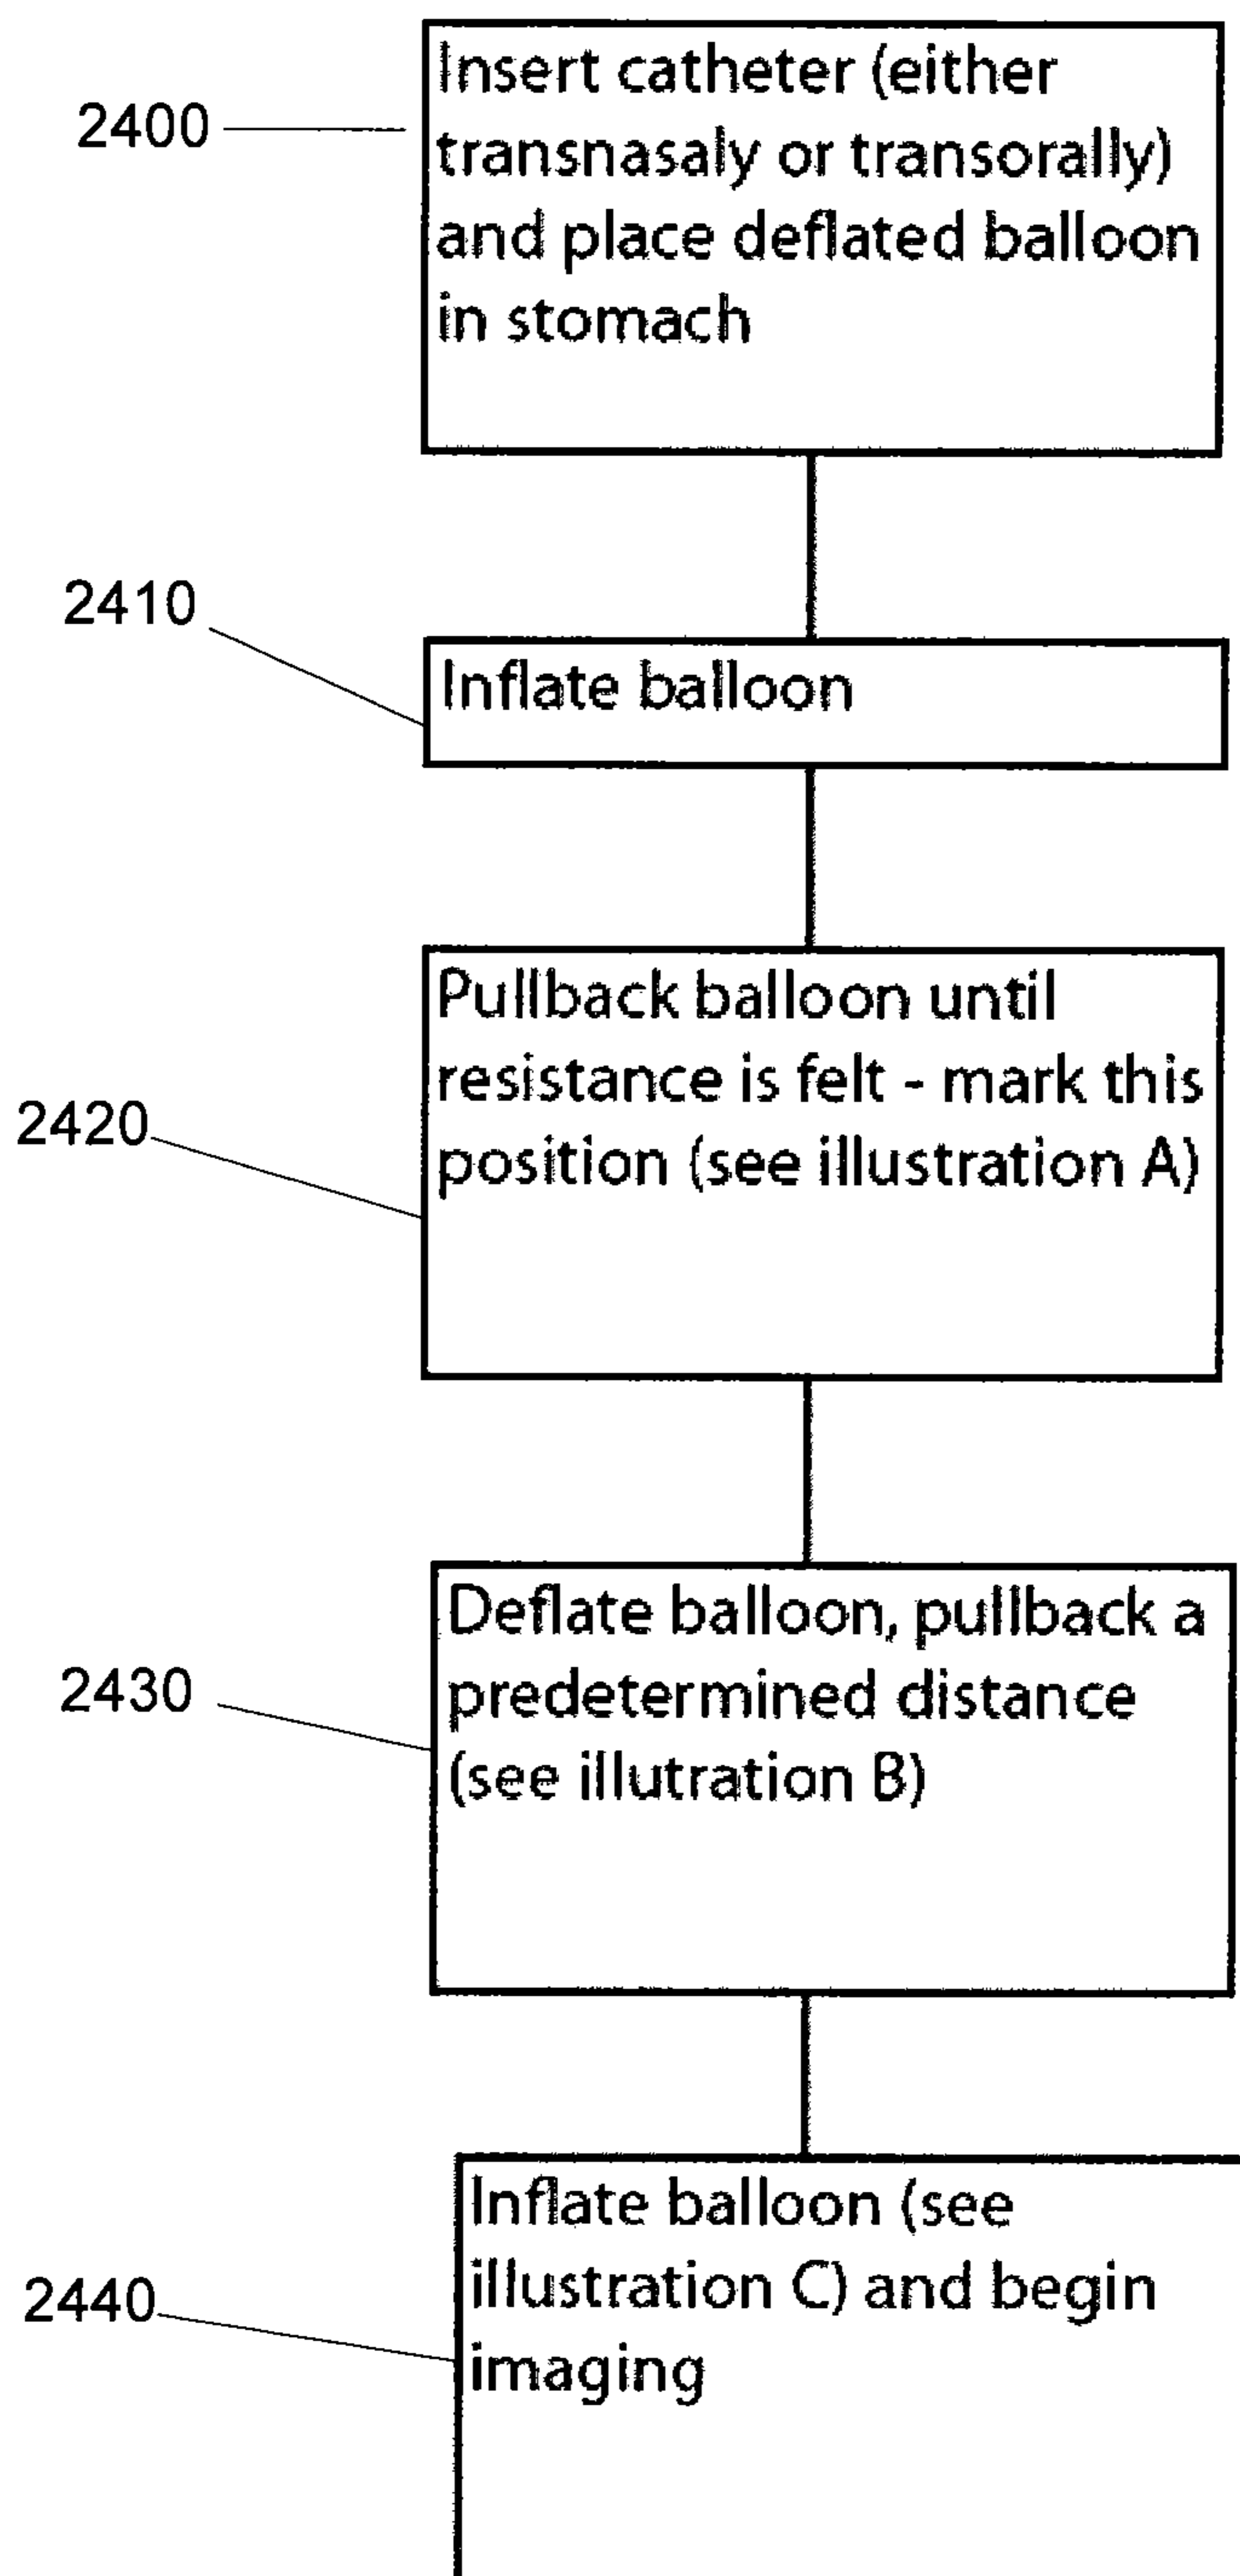 2400
Insert catheter (either
transnasaly or transorally)
and place deflated balloon
in stomach
2410
Inflate balloon
2420
Pullback balloon until
resistance is felt - mark this
position (see illustration A)
2430
Deflate balloon, pullback a
predetermined distance
(see illutration B)
2440
Inflate balloon (see
illustration C) and begin
imaging